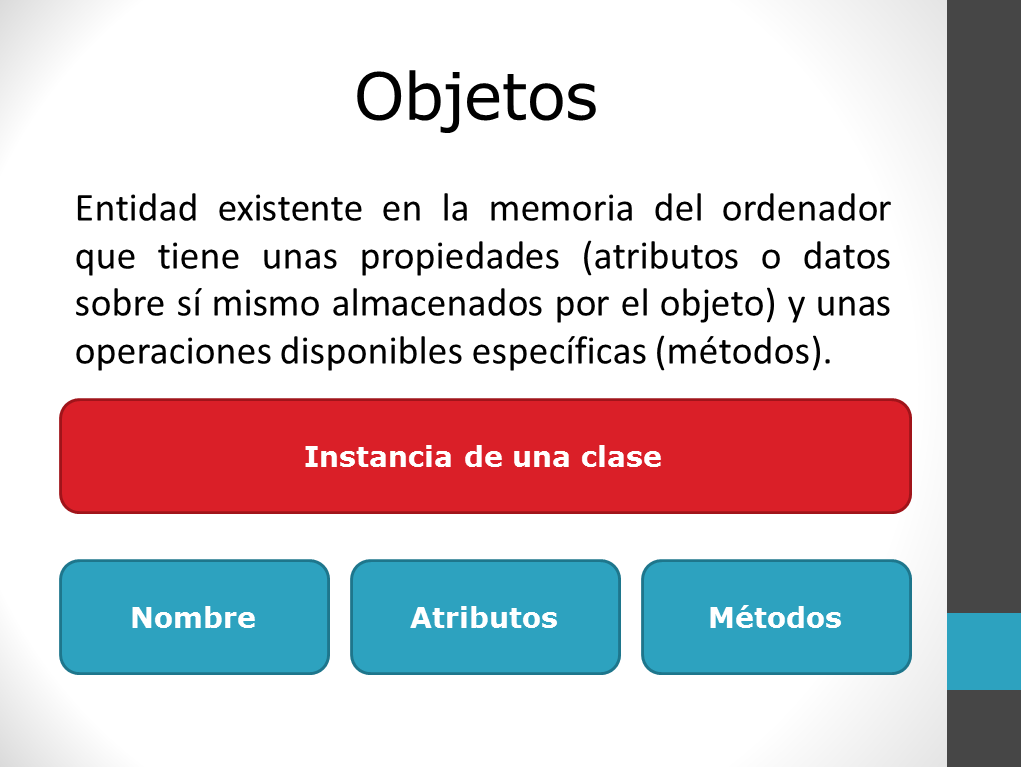 Objetos
Entidad existente en la memoria del ordenador
que tiene unas propiedades (atributos o datos
sobre sí mismo almacenados por el objeto) y unas
operaciones disponibles específicas (métodos).
Instancia de una clase
Nombre
Atributos
Métodos